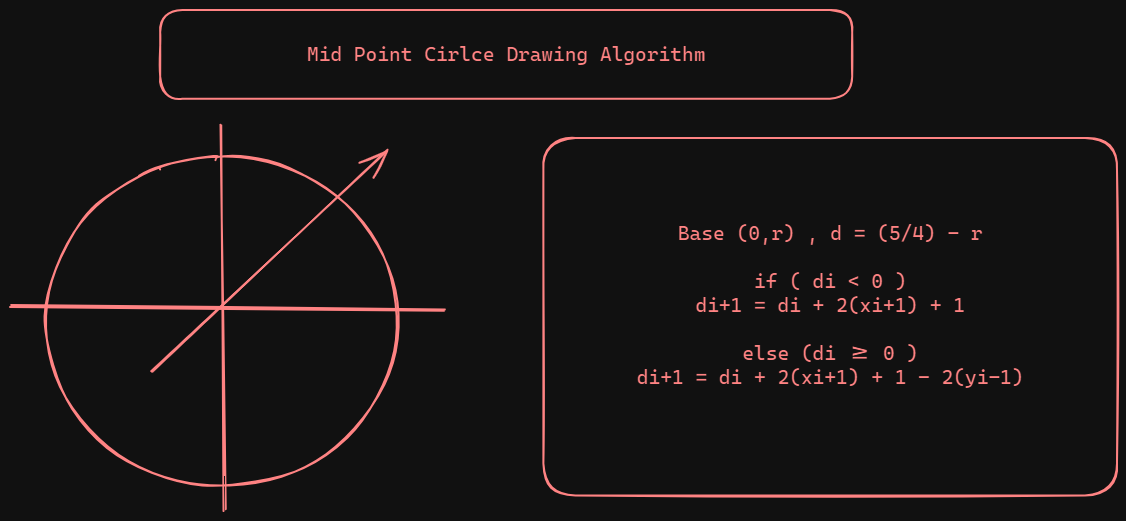 Mid Point Cirlce Drawing Algorithm
Base (0,r) , d = (5/4) - r
if ( di < 0 )
di+1 = di + 2(xi+1) + 1
else (di ≥ 0 )
di+1 = di + 2(xi+1) + 1 - 2(yi-1)